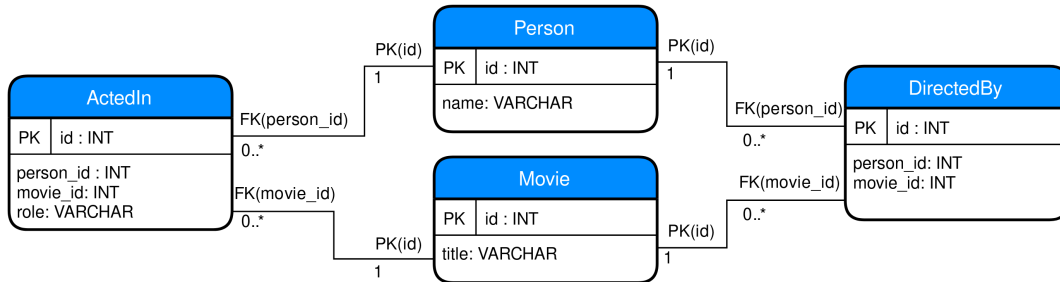 Person
PK id : INT
name: VARCHAR
PK(id)
1
PK(id)
1
ActedIn
PK id : INT
person_id : INT
movie_id: INT
role: VARCHAR
FK(person_id)
0..*
FK(movie_id)
0..*
DirectedBy
PK id : INT
person_id: INT
movie_id: INT
FK(person_id)
0..*
FK(movie_id)
0..*
Movie
PK id : INT
title: VARCHAR
PK(id)
1
PK(id)
1